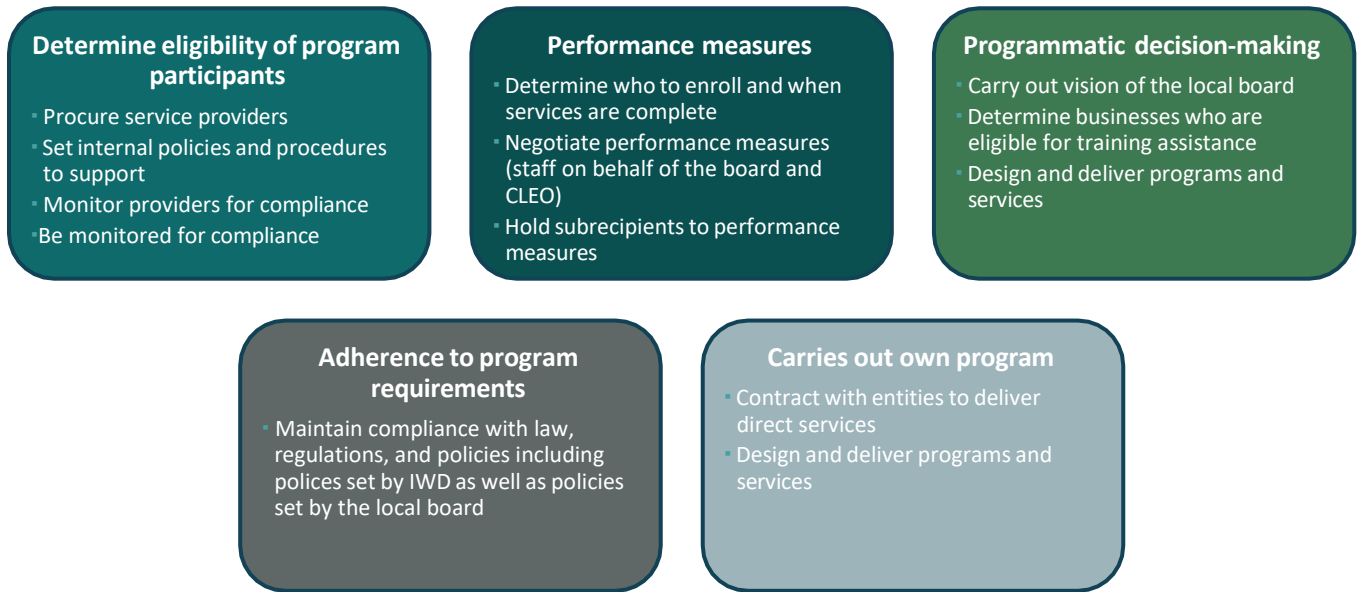 Determine eligibility of program
participants
▪ Procure service providers
▪ Set internal policies and procedures
to support
▪ Monitor providers for compliance
▪Be monitored for compliance
Performance measures
▪ Determine who to enroll and when
services are complete
▪ Negotiate performance measures
(staff on behalf of the board and
CLEO)
▪ Hold subrecipients to performance
measures
Programmatic decision-making
▪ Carry out vision of the local board
▪ Determine businesses who are
eligible for training assistance
▪ Design and deliver programs and
services
Adherence to program
requirements
▪ Maintain compliance with law,
regulations, and policies including
polices set by IWD as well as policies
set by the local board
Carries out own program
▪ Contract with entities to deliver
direct services
▪ Design and deliver programs and
services